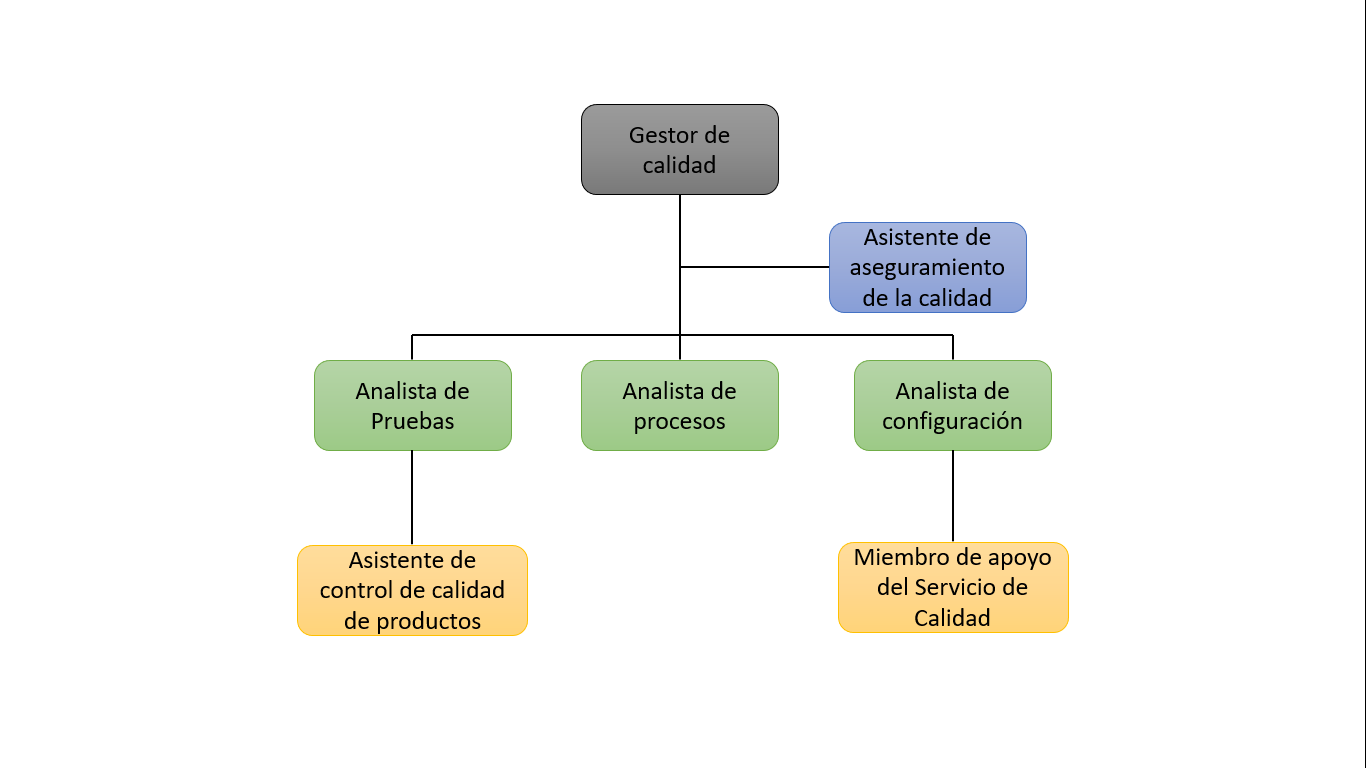 Gestor de
calidad
Asistente de
aseguramiento
de la calidad
Analista de
Pruebas
Analista de
procesos
Analista de
configuración
Asistente de
control de calidad
de productos
Miembro de apoyo
del Servicio de
Calidad